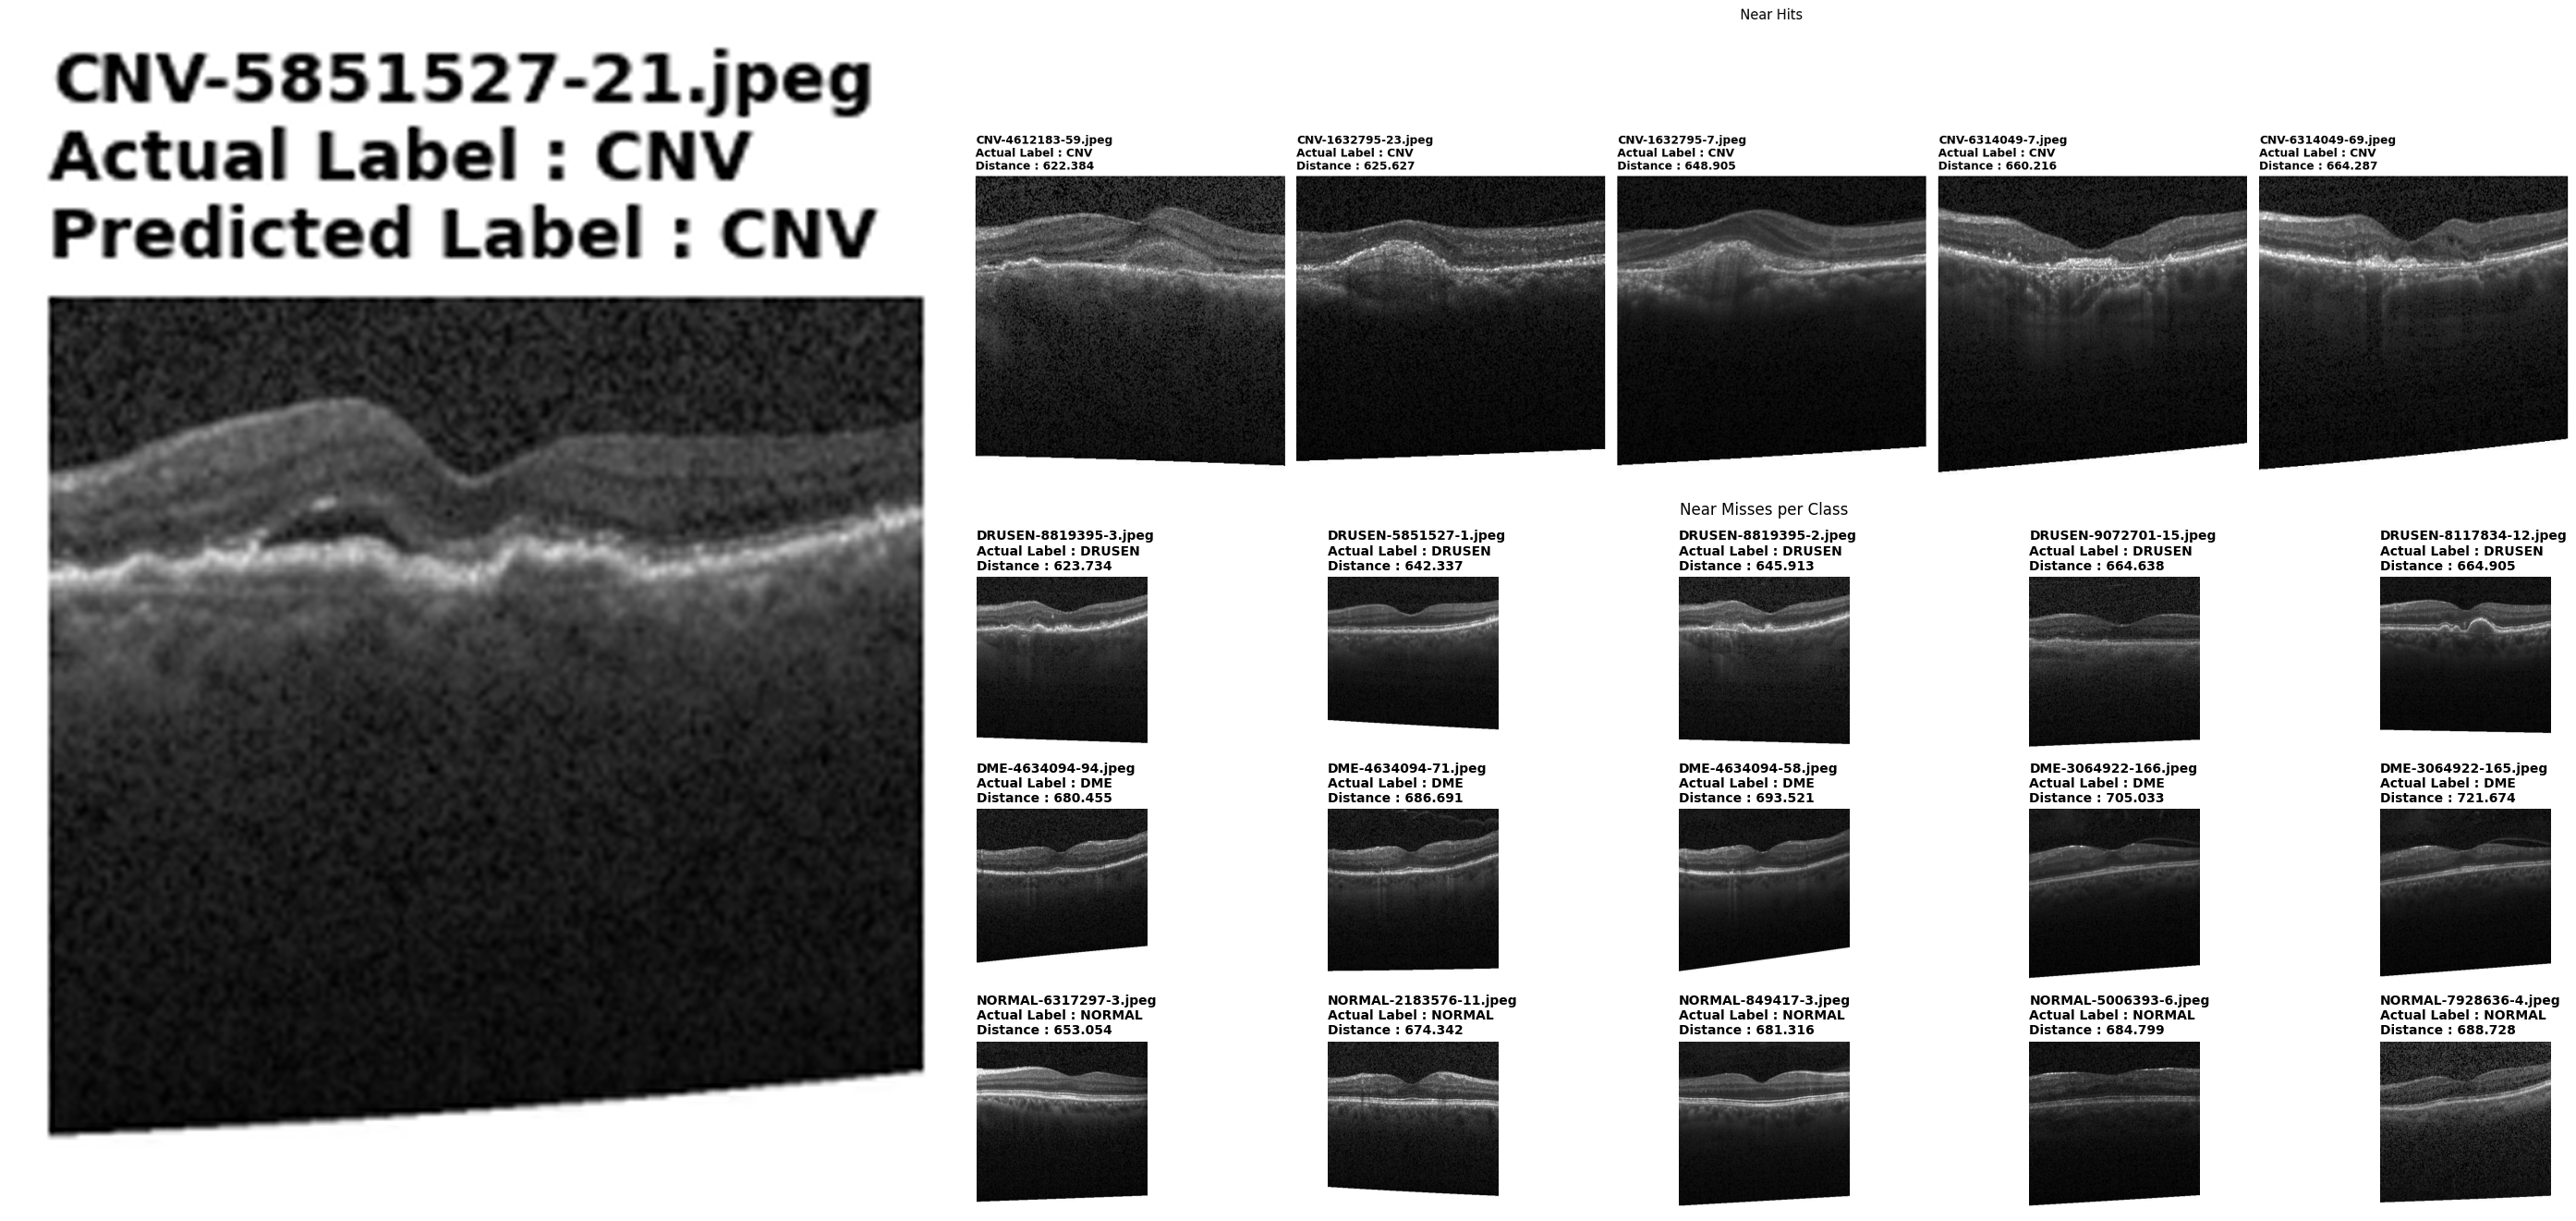 CNV-5851527-21.jpeg
Actual Label : CNV
Predicted Label : CNV
Near Hits
CNV-4612183-59.jpeg
Actual Label : CNV
Distance : 622.384
CNV-1632795-23.jpeg
Actual Label : CNV
Distance : 625.627
CNV-1632795-7.jpeg
Actual Label : CNV
Distance : 648.905
CNV-6314049-7.jpeg
Actual Label : CNV
Distance : 660.216
CNV-6314049-69.jpeg
Actual Label : CNV
Distance : 664.287
Near Misses per Class
DRUSEN-8819395-3.jpeg
Actual Label : DRUSEN
Distance : 623.734
DRUSEN-5851527-1.jpeg
Actual Label : DRUSEN
Distance : 642.337
DRUSEN-8819395-2.jpeg
Actual Label : DRUSEN
Distance : 645.913
DRUSEN-9072701-15.jpeg
Actual Label : DRUSEN
Distance : 664.638
DRUSEN-8117834-12.jpeg
Actual Label : DRUSEN
Distance : 664.905
DME-4634094-94.jpeg
Actual Label : DME
Distance : 680.455
DME-4634094-71.jpeg
Actual Label : DME
Distance : 686.691
DME-4634094-58.jpeg
Actual Label : DME
Distance : 693.521
DME-3064922-166.jpeg
Actual Label : DME
Distance : 705.033
DME-3064922-165.jpeg
Actual Label : DME
Distance : 721.674
NORMAL-6317297-3.jpeg
Actual Label : NORMAL
Distance : 653.054
NORMAL-2183576-11.jpeg
Actual Label : NORMAL
Distance : 674.342
NORMAL-849417-3.jpeg
Actual Label : NORMAL
Distance : 681.316
NORMAL-5006393-6.jpeg
Actual Label : NORMAL
Distance : 684.799
NORMAL-7928636-4.jpeg
Actual Label : NORMAL
Distance : 688.728